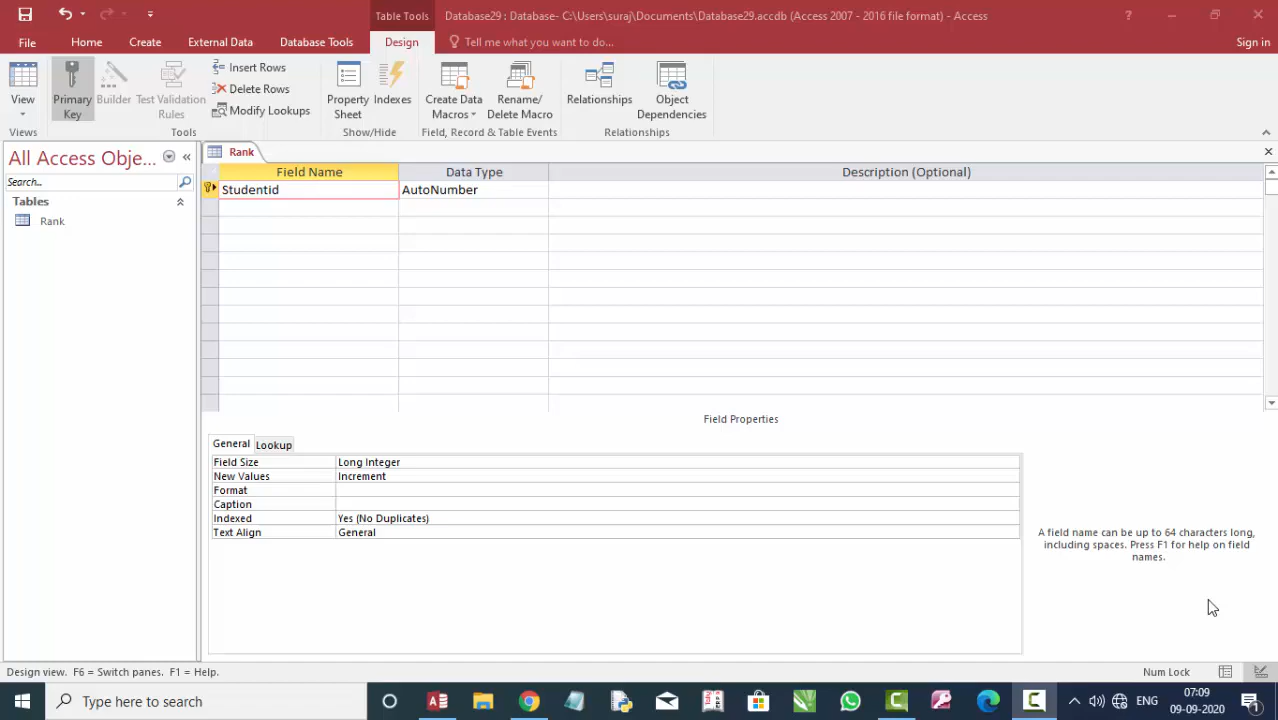 Table Tools
Database29 : Database- C:\Users\suraj\Documents\Database29.accdb (Access 2007 - 2016 file format) - Access
?
File
Home
Create
External Data
Database Tools
Design
Tell me what you want to do...
Sign in
View
Primary Key
Builder
Test Validation Rules
Insert Rows
Delete Rows
Modify Lookups
Property Sheet
Indexes
Create Data Macros
Rename/ Delete Macro
Relationships
Object Dependencies
Views
Tools
Show/Hide
Field, Record & Table Events
Relationships
All Access Obje...
«
Rank
Search...
Tables
Rank
Field Name
Data Type
Description (Optional)
Studentid
AutoNumber
Field Properties
General
Lookup
Field Size
Long Integer
New Values
Increment
Format
Caption
Indexed
Yes (No Duplicates)
Text Align
General
A field name can be up to 64 characters long,
including spaces. Press F1 for help on field
names.
Design view. F6 = Switch panes. F1 = Help.
Num Lock
Type here to search
ENG
07:09
09-09-2020
1